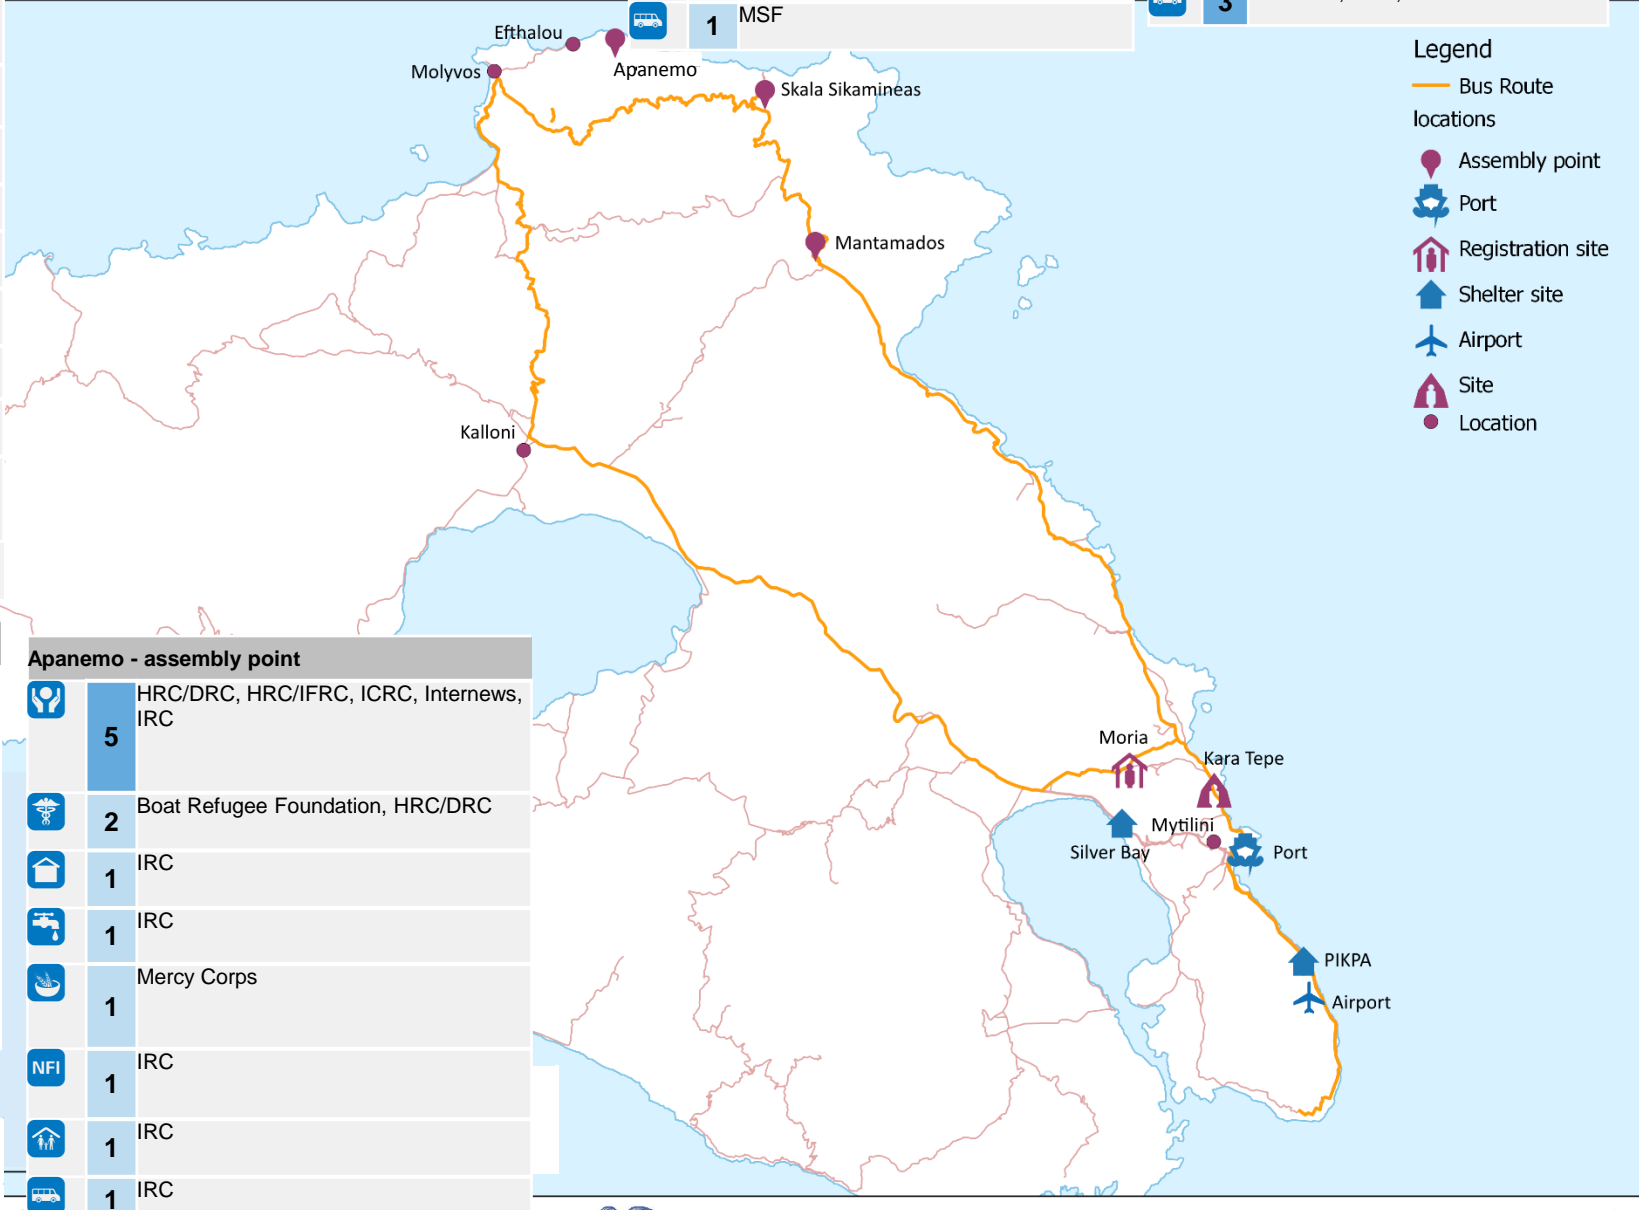 1 MSF
3
Efthalou
Molyvos
Apanemo
Skala Sikamineas
Mantamados
Kalloni
Moria
Kara Tepe
Mytilini
Silver Bay
Port
PIKPA
Airport
Legend
Bus Route
locations
Assembly point
Port
Registration site
Shelter site
Airport
Site
Location
Apanemo - assembly point
5 HRC/DRC, HRC/IFRC, ICRC, Internews,
IRC
2 Boat Refugee Foundation, HRC/DRC
1 IRC
1 IRC
1 Mercy Corps
NFI 1 IRC
1 IRC
1 IRC